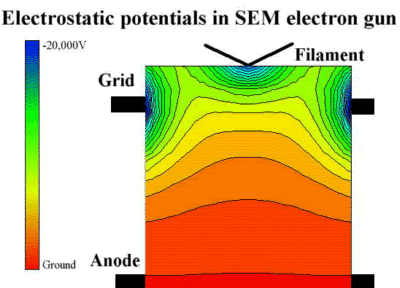 Electrostatic potentials in SEM electron gun
-20,000V
Filament
Grid
Anode
Ground